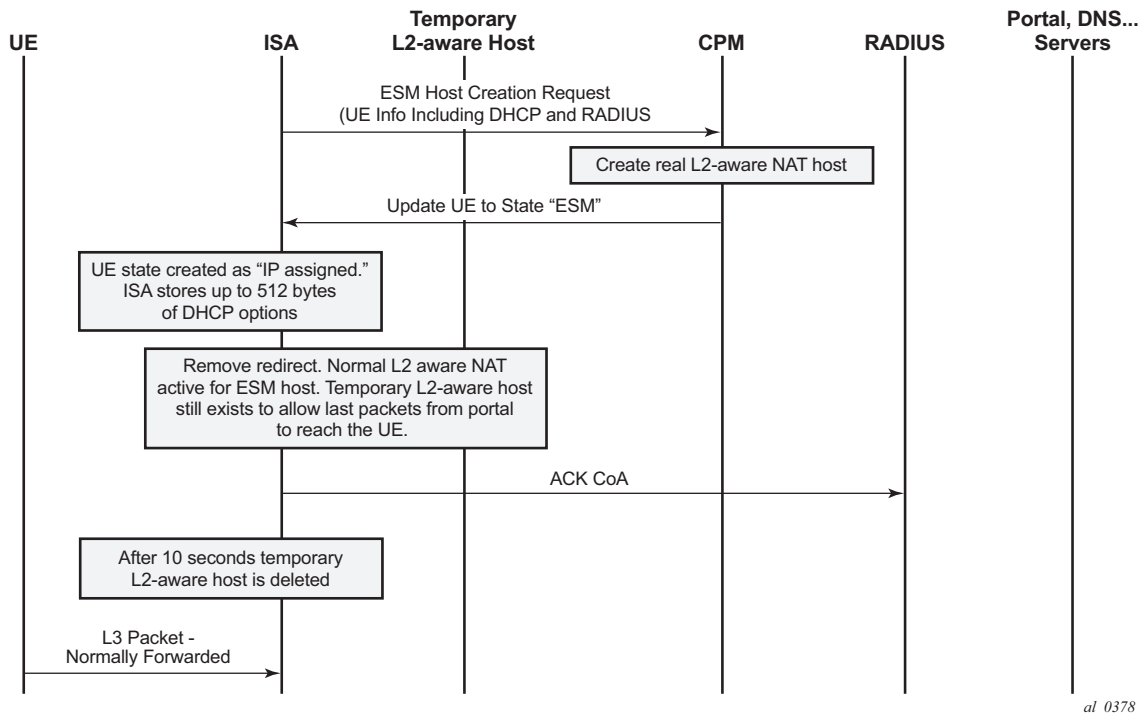 Temporary
Portal, DNS...
UE
ISA
L2-aware Host
CPM
RADIUS
Servers
ESM Host Creation Request
(UE Info Including DHCP and RADIUS
Create real L2-aware NAT host
Update UE to State “ESM”
UE state created as “IP assigned.”
ISA stores up to 512 bytes
of DHCP options
Remove redirect. Normal L2 aware NAT
active for ESM host. Temporary L2-aware host
still exists to allow last packets from portal
to reach the UE.
ACK CoA
After 10 seconds temporary
L2-aware host is deleted
L3 Packet -
Normally Forwarded
al_0378